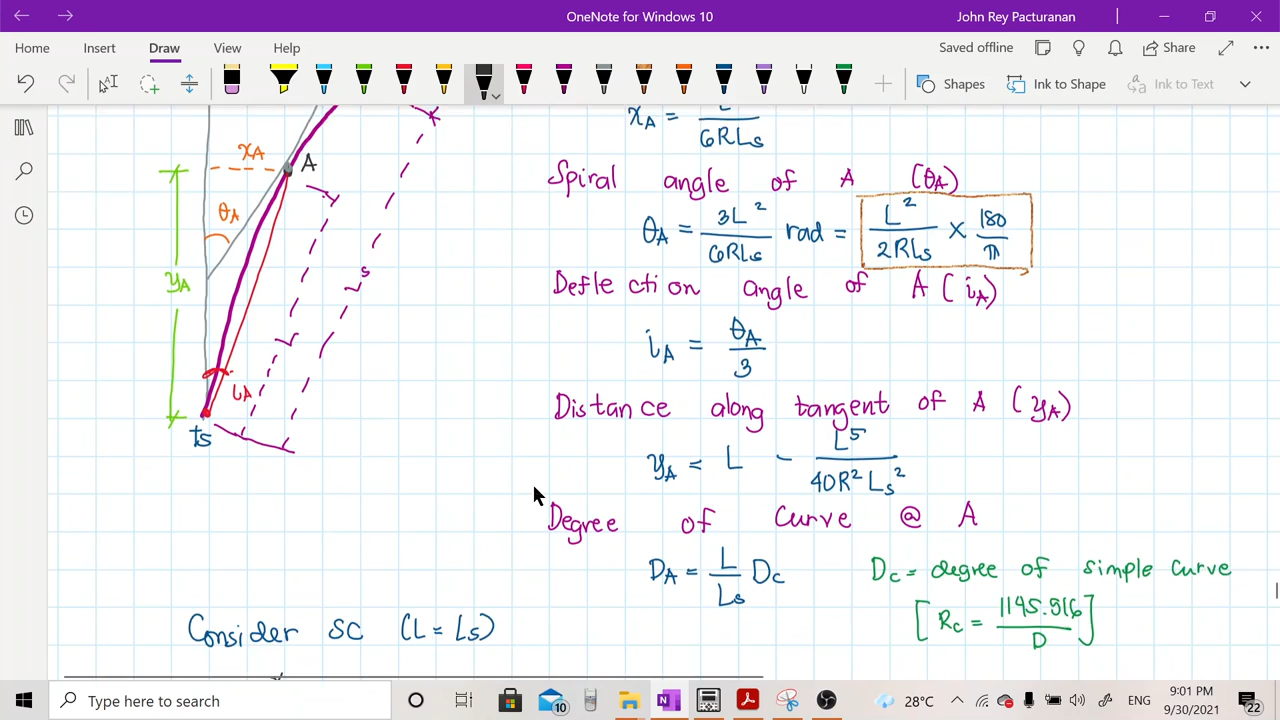 OneNote for Windows 10
John Rey Pacturanan
Home Insert Draw View Help
Saved offline
Share
Shapes
Ink to Shape
Ink to Text
xA = L / 6RLs
xA
A
θA
yA
L
Ls
iA
ts
Spiral angle of A (θA)
θA = 3L² / 6RLs rad = L² / 2RLs × 180 / π
Deflection angle of A (iA)
iA = θA / 3
Distance along tangent of A (yA)
yA = L - L⁵ / 40R²Ls²
Degree of Curve @ A
DA = L / Ls Dc
Dc = degree of simple curve
[Rc = 1145.916 / D]
Consider SC (L = Ls)
Type here to search
10
28°C
ENG
9:01 PM
9/30/2021
22